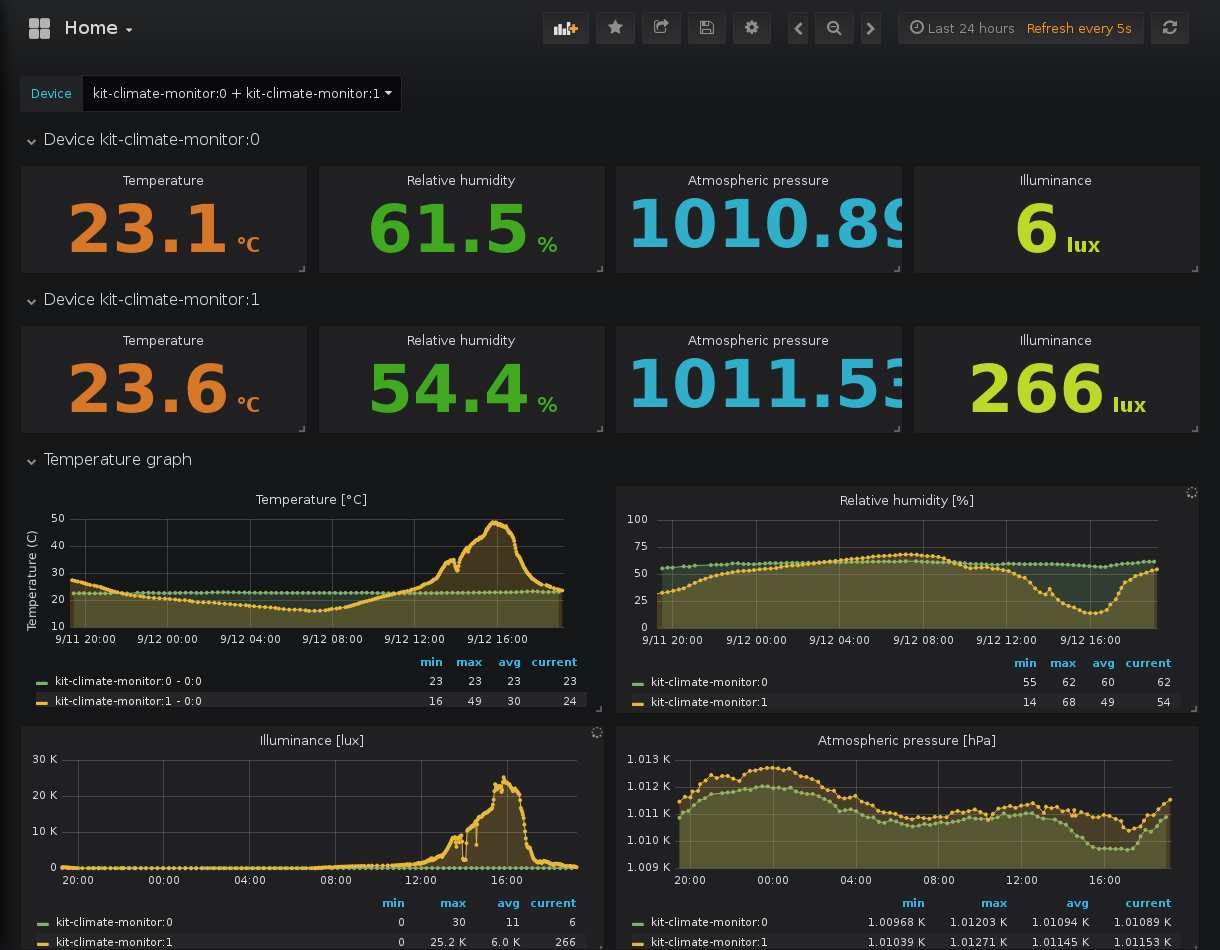 Home
Last 24 hours Refresh every 5s
Device kit-climate-monitor:0 + kit-climate-monitor:1
Device kit-climate-monitor:0
Temperature Relative humidity Atmospheric pressure Illuminance
23.1 °C 61.5 % 1010.89 6 lux
Device kit-climate-monitor:1
Temperature Relative humidity Atmospheric pressure Illuminance
23.6 °C 54.4 % 1011.53 266 lux
Temperature graph
Temperature [°C]
Temperature (C)
50
40
30
20
10
9/11 20:00 9/12 00:00 9/12 04:00 9/12 08:00 9/12 12:00 9/12 16:00
min max avg current
kit-climate-monitor:0 - 0:0 23 23 23 23
kit-climate-monitor:1 - 0:0 16 49 30 24
Relative humidity [%]
100
75
50
25
0
9/11 20:00 9/12 00:00 9/12 04:00 9/12 08:00 9/12 12:00 9/12 16:00
min max avg current
kit-climate-monitor:0 55 62 60 62
kit-climate-monitor:1 14 68 49 54
Illuminance [lux]
30 K
20 K
10 K
0
20:00 00:00 04:00 08:00 12:00 16:00
min max avg current
kit-climate-monitor:0 0 30 11 6
kit-climate-monitor:1 0 25.2 K 6.0 K 266
Atmospheric pressure [hPa]
1.013 K
1.012 K
1.011 K
1.010 K
1.009 K
20:00 00:00 04:00 08:00 12:00 16:00
min max avg current
kit-climate-monitor:0 1.00968 K 1.01203 K 1.01094 K 1.01089 K
kit-climate-monitor:1 1.01039 K 1.01271 K 1.01145 K 1.01153 K